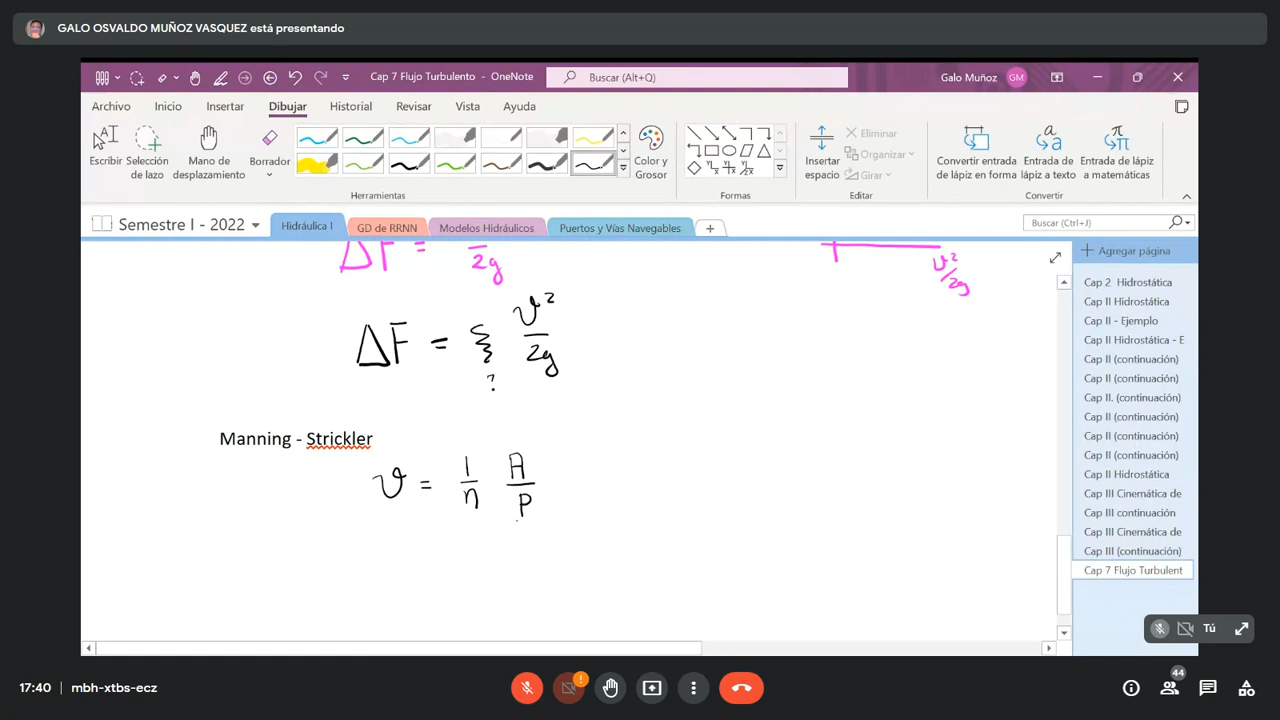 GALO OSVALDO MUÑOZ VASQUEZ está presentando
Cap 7 Flujo Turbulento - OneNote
Buscar (Alt+Q)
Galo Muñoz GM
Archivo Inicio Insertar Dibujar Historial Revisar Vista Ayuda
Escribir
Selección de lazo
Mano de desplazamiento
Borrador
Herramientas
Color y Grosor
Formas
Insertar espacio
Eliminar
Organizar
Girar
Editar
Convertir entrada de lápiz en forma
Entrada de lápiz a texto
Entrada de lápiz a matemáticas
Convertir
Semestre I - 2022
Hidráulica I
GD de RRNN
Modelos Hidráulicos
Puertos y Vías Navegables
Buscar (Ctrl+J)
Agregar página
Cap 2 Hidrostática
Cap II Hidrostática
Cap II - Ejemplo
Cap II Hidrostática - E
Cap II (continuación)
Cap II (continuación)
Cap II. (continuación)
Cap II (continuación)
Cap II (continuación)
Cap II (continuación)
Cap II Hidrostática
Cap III Cinemática de
Cap III continuación
Cap III Cinemática de
Cap III (continuación)
Cap 7 Flujo Turbulent
ΔF = — 2g
v²/2g
ΔF = ξ v²/2g
?
Manning - Strickler
v = 1/n A/P
Tú
17:40 mbh-xtbs-ecz
44